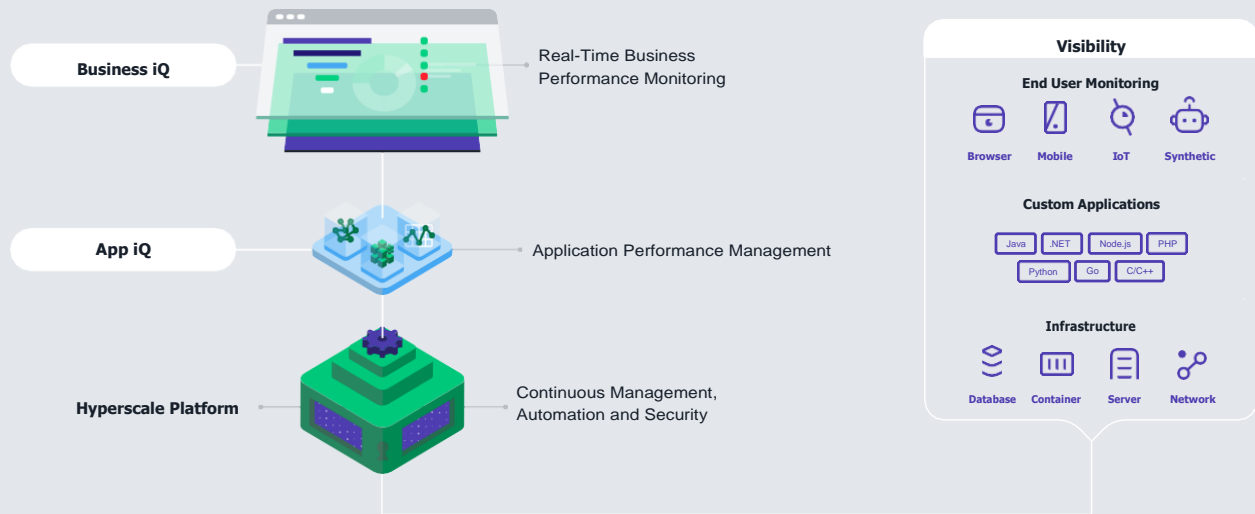 Business iQ
Real-Time Business
Performance Monitoring
App iQ
Application Performance Management
Hyperscale Platform
Continuous Management,
Automation and Security
Visibility
End User Monitoring
Browser Mobile IoT Synthetic
Custom Applications
Java .NET Node.js PHP
Python Go C/C++
Infrastructure
Database Container Server Network